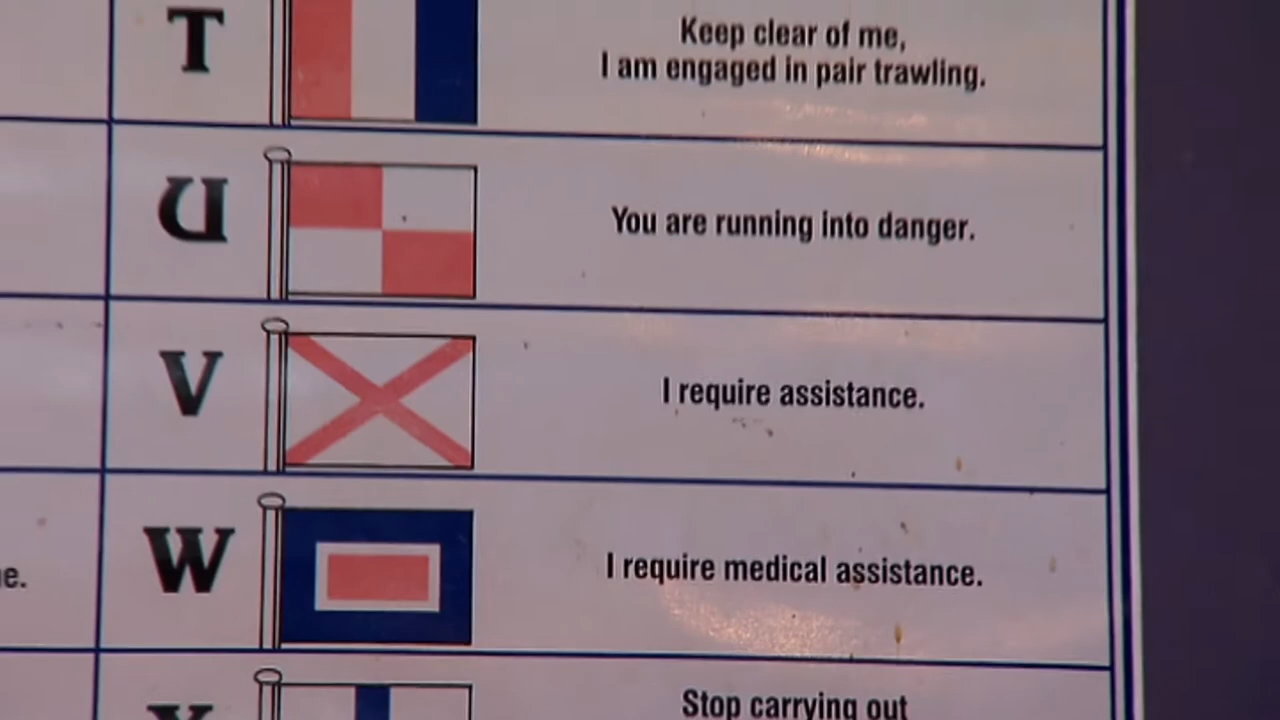 T
Keep clear of me,
I am engaged in pair trawling.
U
You are running into danger.
V
I require assistance.
W
I require medical assistance.
Stop carrying out